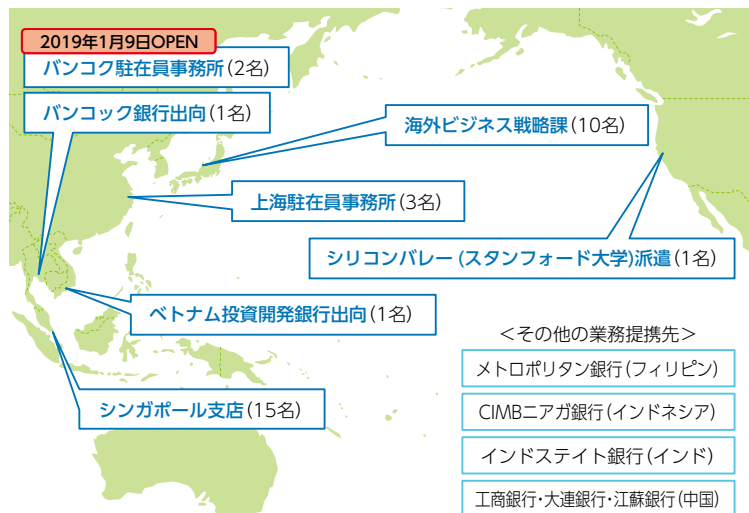 2019年1月9日OPEN
バンコク駐在員事務所(2名)
バンコック銀行出向(1名)
海外ビジネス戦略課(10名)
上海駐在員事務所(3名)
シリコンバレー(スタンフォード大学)派遣(1名)
ベトナム投資開発銀行出向(1名)
シンガポール支店(15名)
<その他の業務提携先>
メトロポリタン銀行(フィリピン)
CIMBニアガ銀行(インドネシア)
インドステイト銀行(インド)
工商銀行・大連銀行・江蘇銀行(中国)